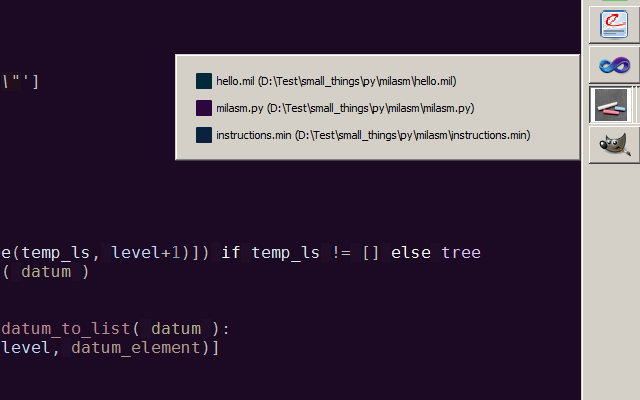 \"']
hello.mil (D:\Test\small_things\py\milasm\hello.mil)
milasm.py (D:\Test\small_things\py\milasm\milasm.py)
instructions.min (D:\Test\small_things\py\milasm\instructions.min)
e(temp_ls, level+1)]) if temp_ls != [] else tree
( datum )
datum_to_list( datum ):
level, datum_element)]